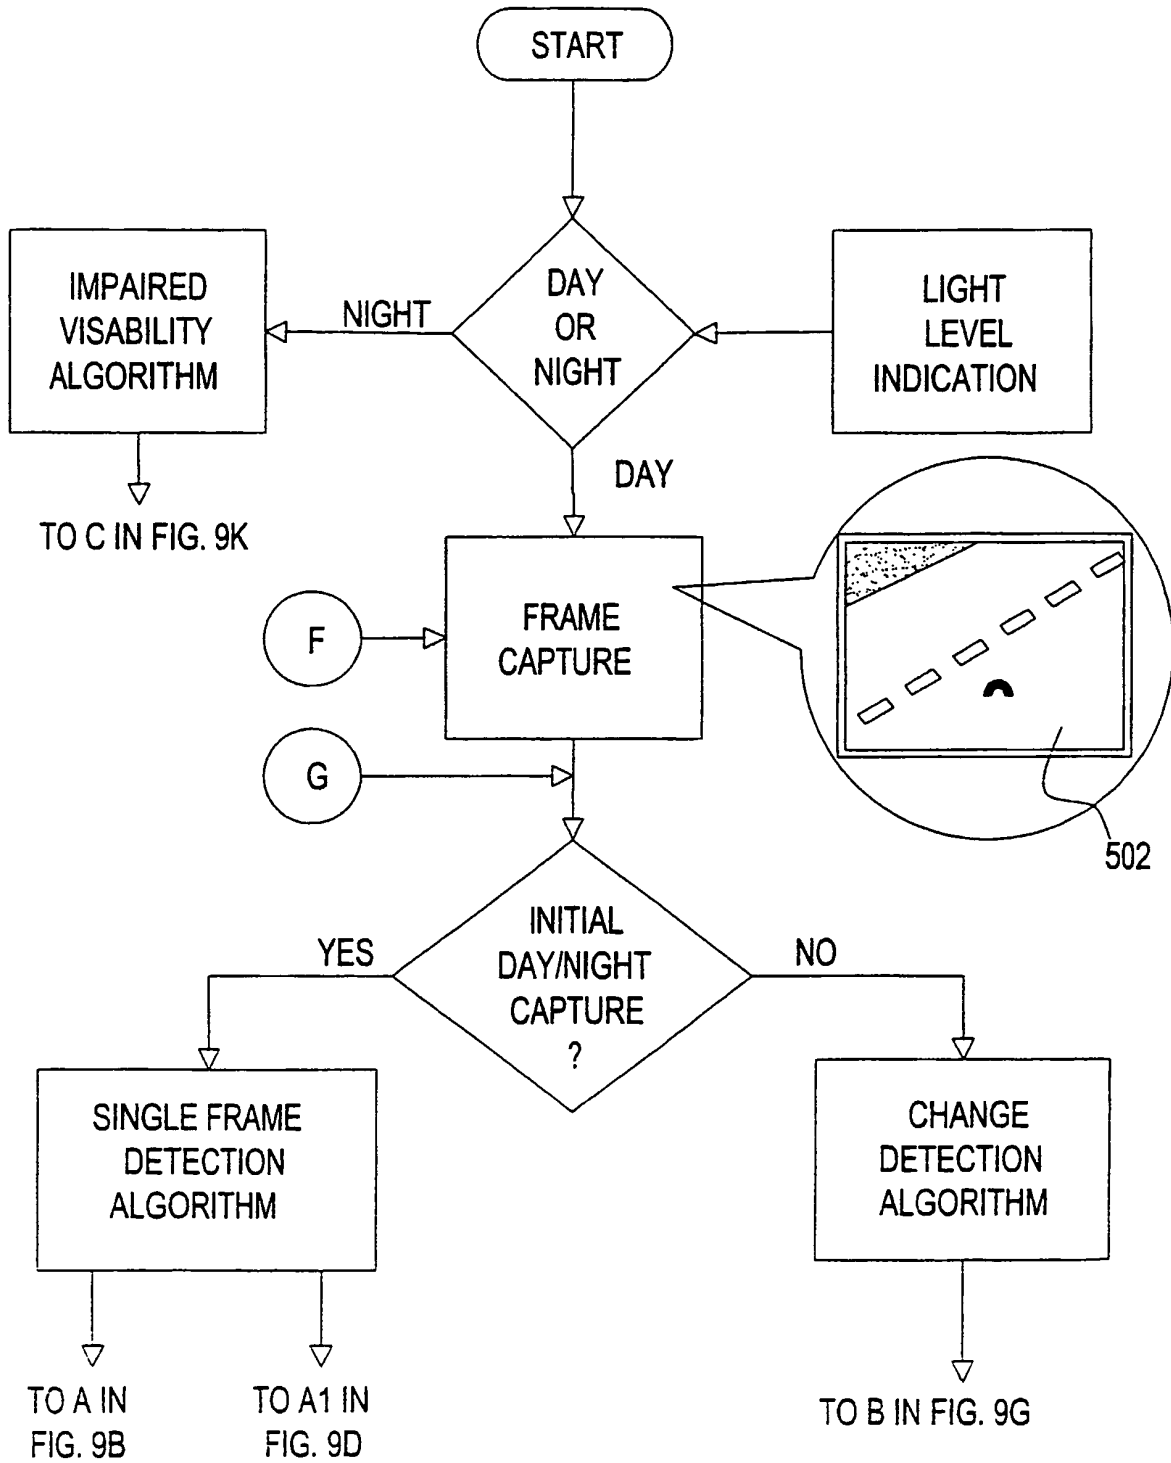 START
DAY
OR
NIGHT
NIGHT
IMPAIRED
VISABILITY
ALGORITHM
LIGHT
LEVEL
INDICATION
DAY
TO C IN FIG. 9K
FRAME
CAPTURE
F
G
502
INITIAL
DAY/NIGHT
CAPTURE
?
YES
NO
SINGLE FRAME
DETECTION
ALGORITHM
CHANGE
DETECTION
ALGORITHM
TO A IN
FIG. 9B
TO A1 IN
FIG. 9D
TO B IN FIG. 9G